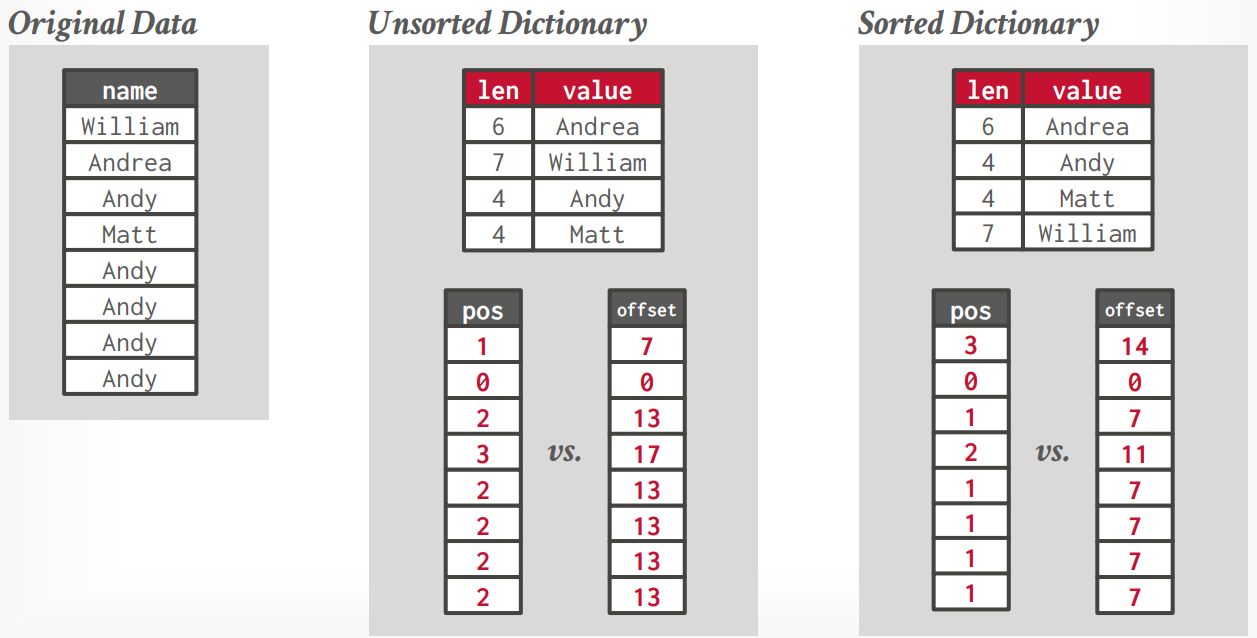 Original Data
name
William
Andrea
Andy
Matt
Andy
Andy
Andy
Andy
Unsorted Dictionary
len value
6 Andrea
7 William
4 Andy
4 Matt
pos offset
1 7
0 0
2 13
3 vs. 17
2 13
2 13
2 13
2 13
Sorted Dictionary
len value
6 Andrea
4 Andy
4 Matt
7 William
pos offset
3 14
0 0
1 7
2 vs. 11
1 7
1 7
1 7
1 7